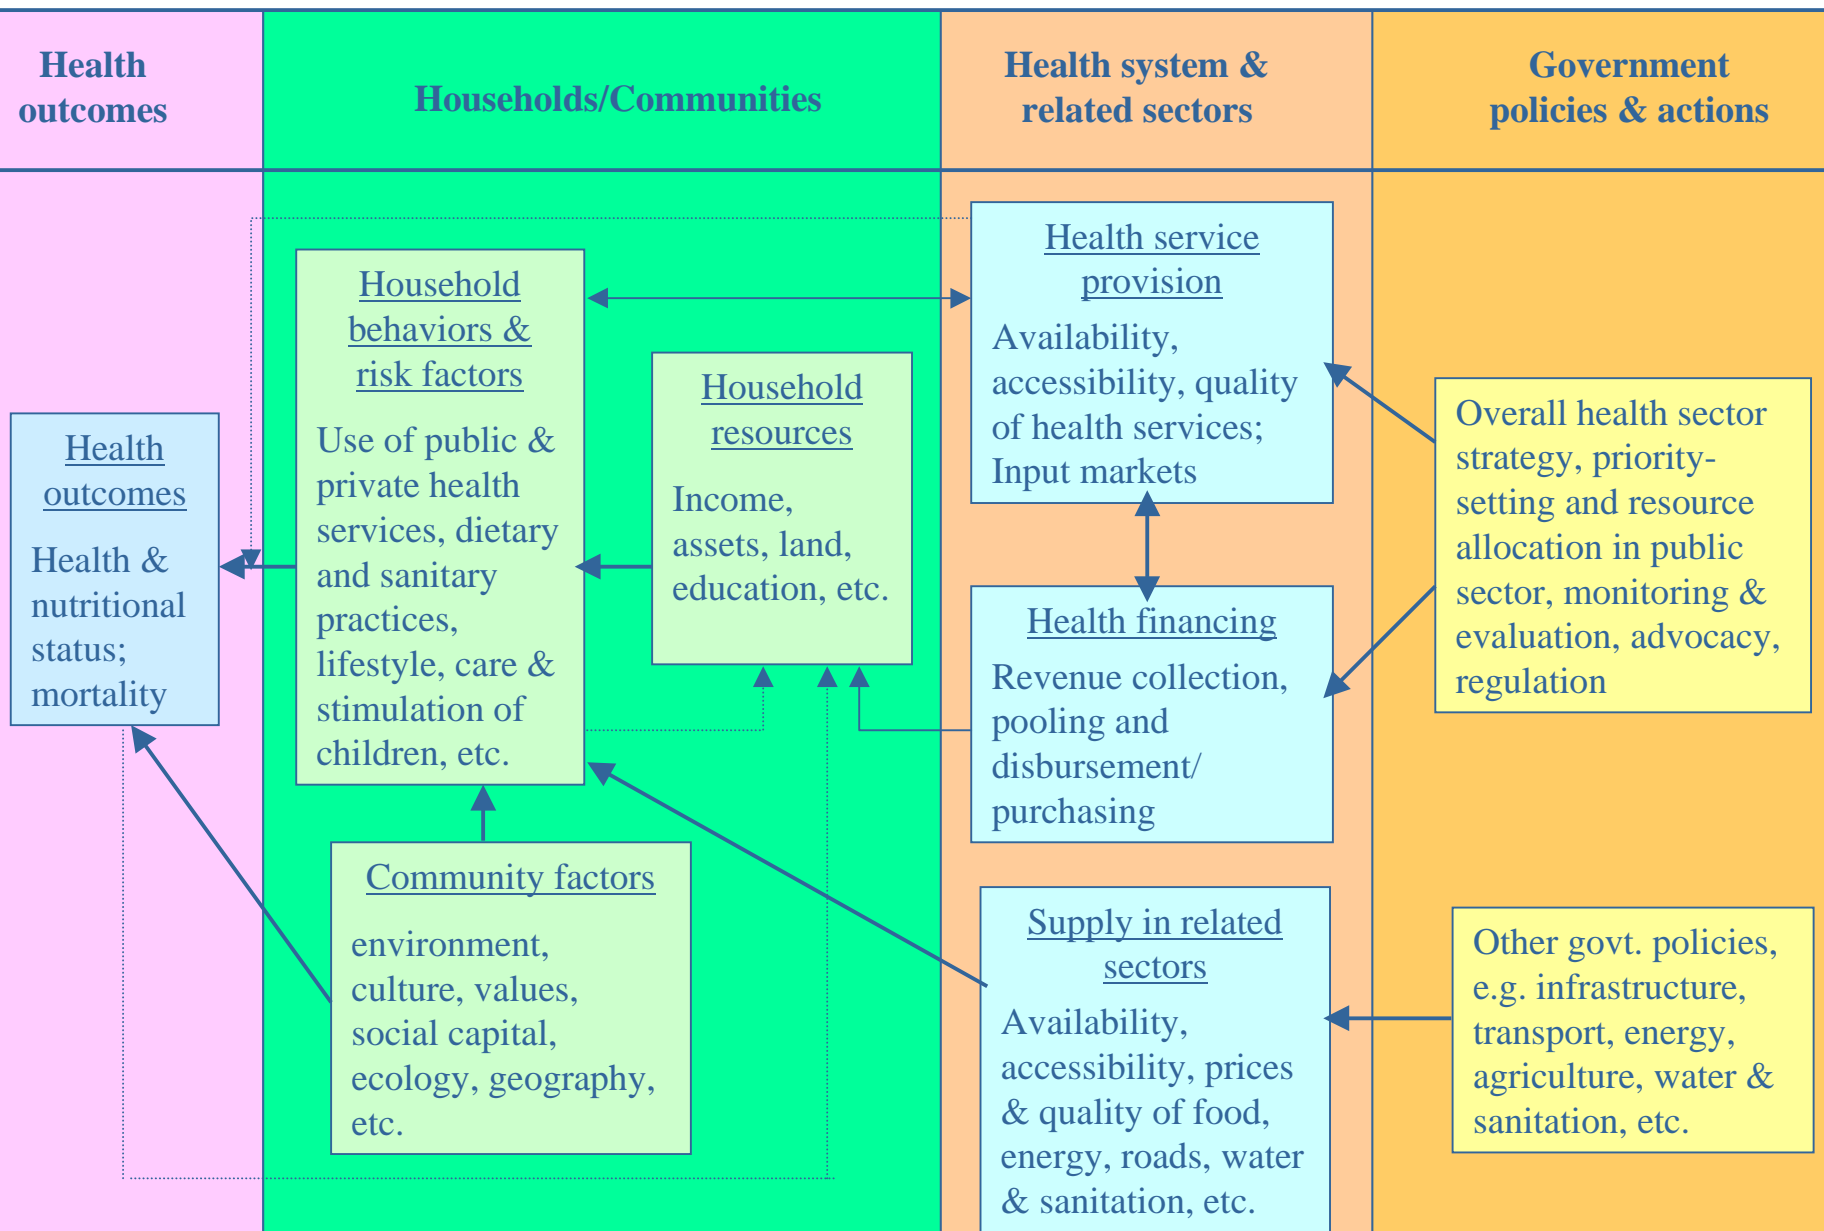 Health
outcomes
Households/Communities
Health system &
related sectors
Government
policies & actions
Health
outcomes
Health &
nutritional
status;
mortality
Household
behaviors &
risk factors
Use of public &
private health
services, dietary
and sanitary
practices,
lifestyle, care &
stimulation of
children, etc.
Household
resources
Income,
assets, land,
education, etc.
Community factors
environment,
culture, values,
social capital,
ecology, geography,
etc.
Health service
provision
Availability,
accessibility, quality
of health services;
Input markets
Health financing
Revenue collection,
pooling and
disbursement/
purchasing
Supply in related
sectors
Availability,
accessibility, prices
& quality of food,
energy, roads, water
& sanitation, etc.
Overall health sector
strategy, priority-
setting and resource
allocation in public
sector, monitoring &
evaluation, advocacy,
regulation
Other govt. policies,
e.g. infrastructure,
transport, energy,
agriculture, water &
sanitation, etc.